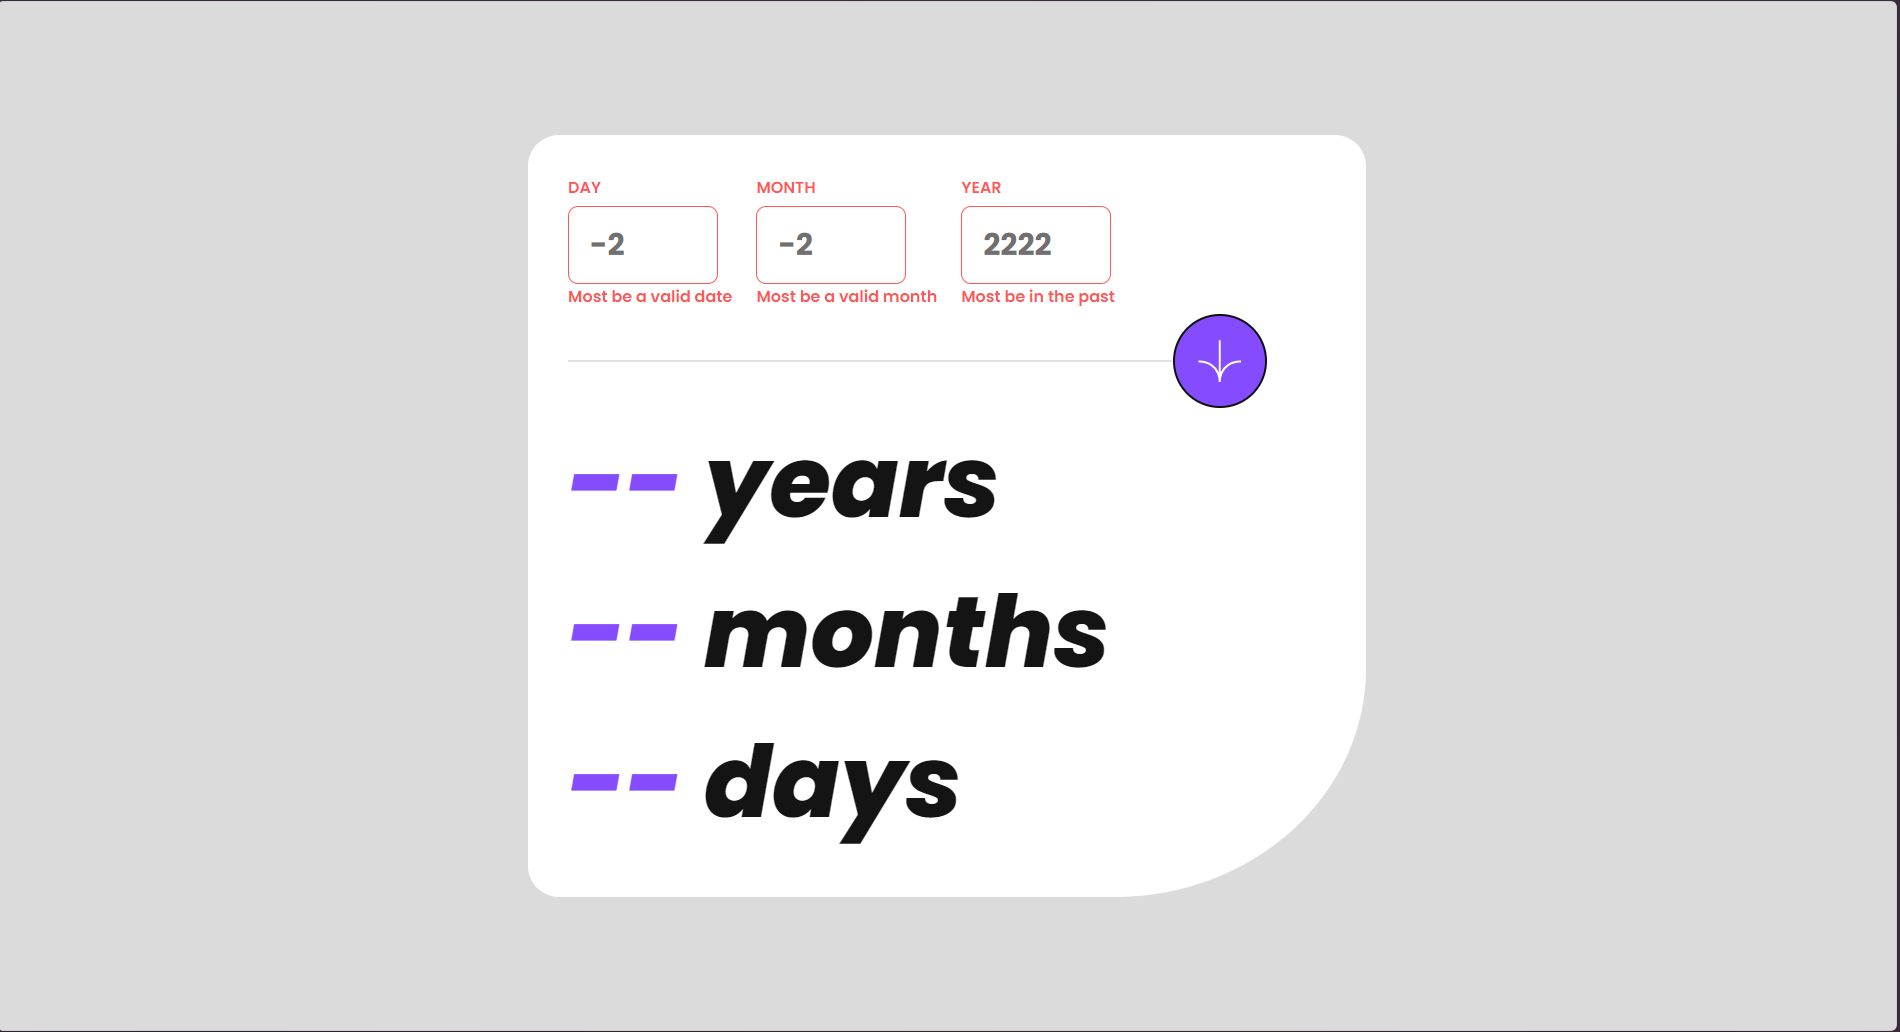 DAY MONTH YEAR
-2 -2 2222
Most be a valid date Most be a valid month Most be in the past
-- years
-- months
-- days